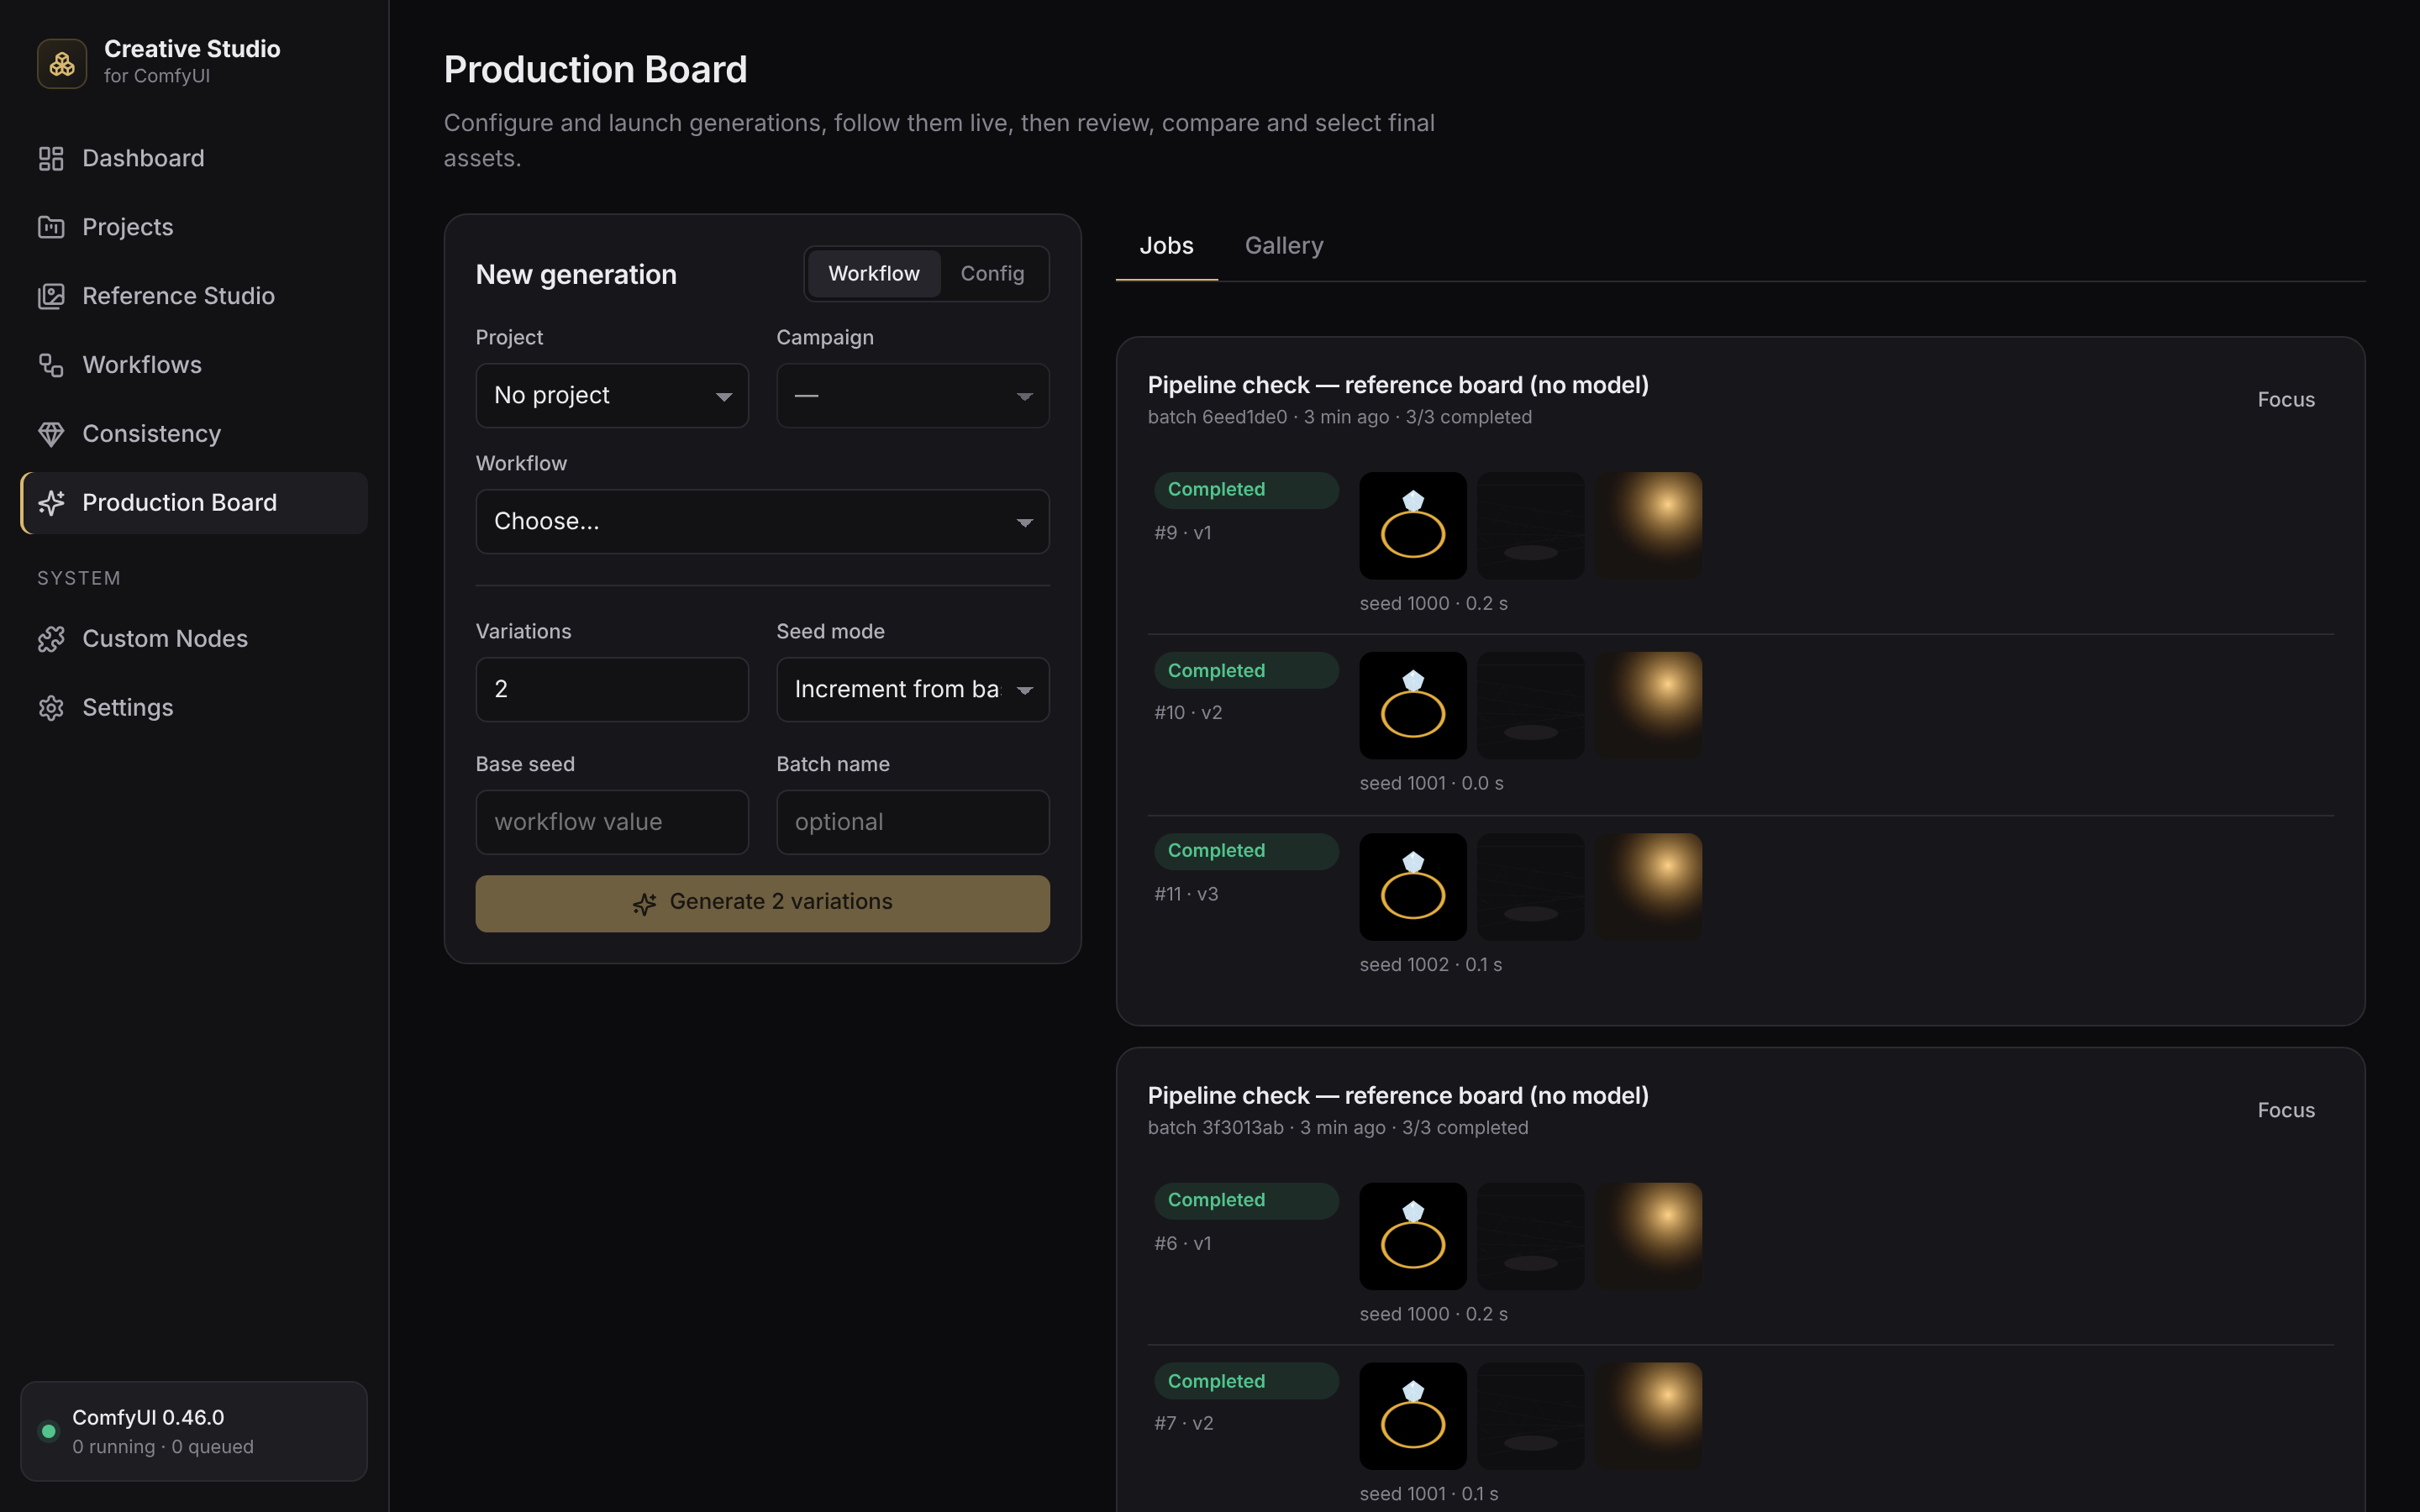 Creative Studio
for ComfyUI
Dashboard
Projects
Reference Studio
Workflows
Consistency
Production Board
SYSTEM
Custom Nodes
Settings
ComfyUI 0.46.0
0 running · 0 queued
Production Board
Configure and launch generations, follow them live, then review, compare and select final
assets.
New generation
Workflow
Config
Project
Campaign
No project
—
Workflow
Choose...
Variations
Seed mode
2
Increment from ba
Base seed
Batch name
workflow value
optional
Generate 2 variations
Jobs
Gallery
Pipeline check — reference board (no model)
batch 6eed1de0 · 3 min ago · 3/3 completed
Focus
Completed
#9 · v1
seed 1000 · 0.2 s
Completed
#10 · v2
seed 1001 · 0.0 s
Completed
#11 · v3
seed 1002 · 0.1 s
Pipeline check — reference board (no model)
batch 3f3013ab · 3 min ago · 3/3 completed
Focus
Completed
#6 · v1
seed 1000 · 0.2 s
Completed
#7 · v2
seed 1001 · 0.1 s